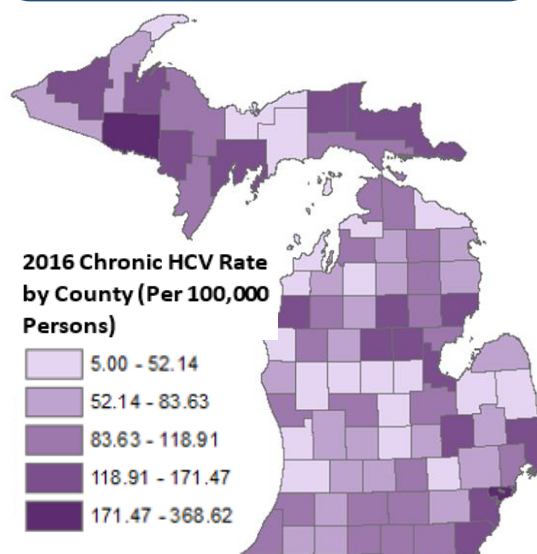 2016 Chronic HCV Rate
by County (Per 100,000
Persons)
5.00 - 52.14
52.14 - 83.63
83.63 - 118.91
118.91 - 171.47
171.47 - 368.62